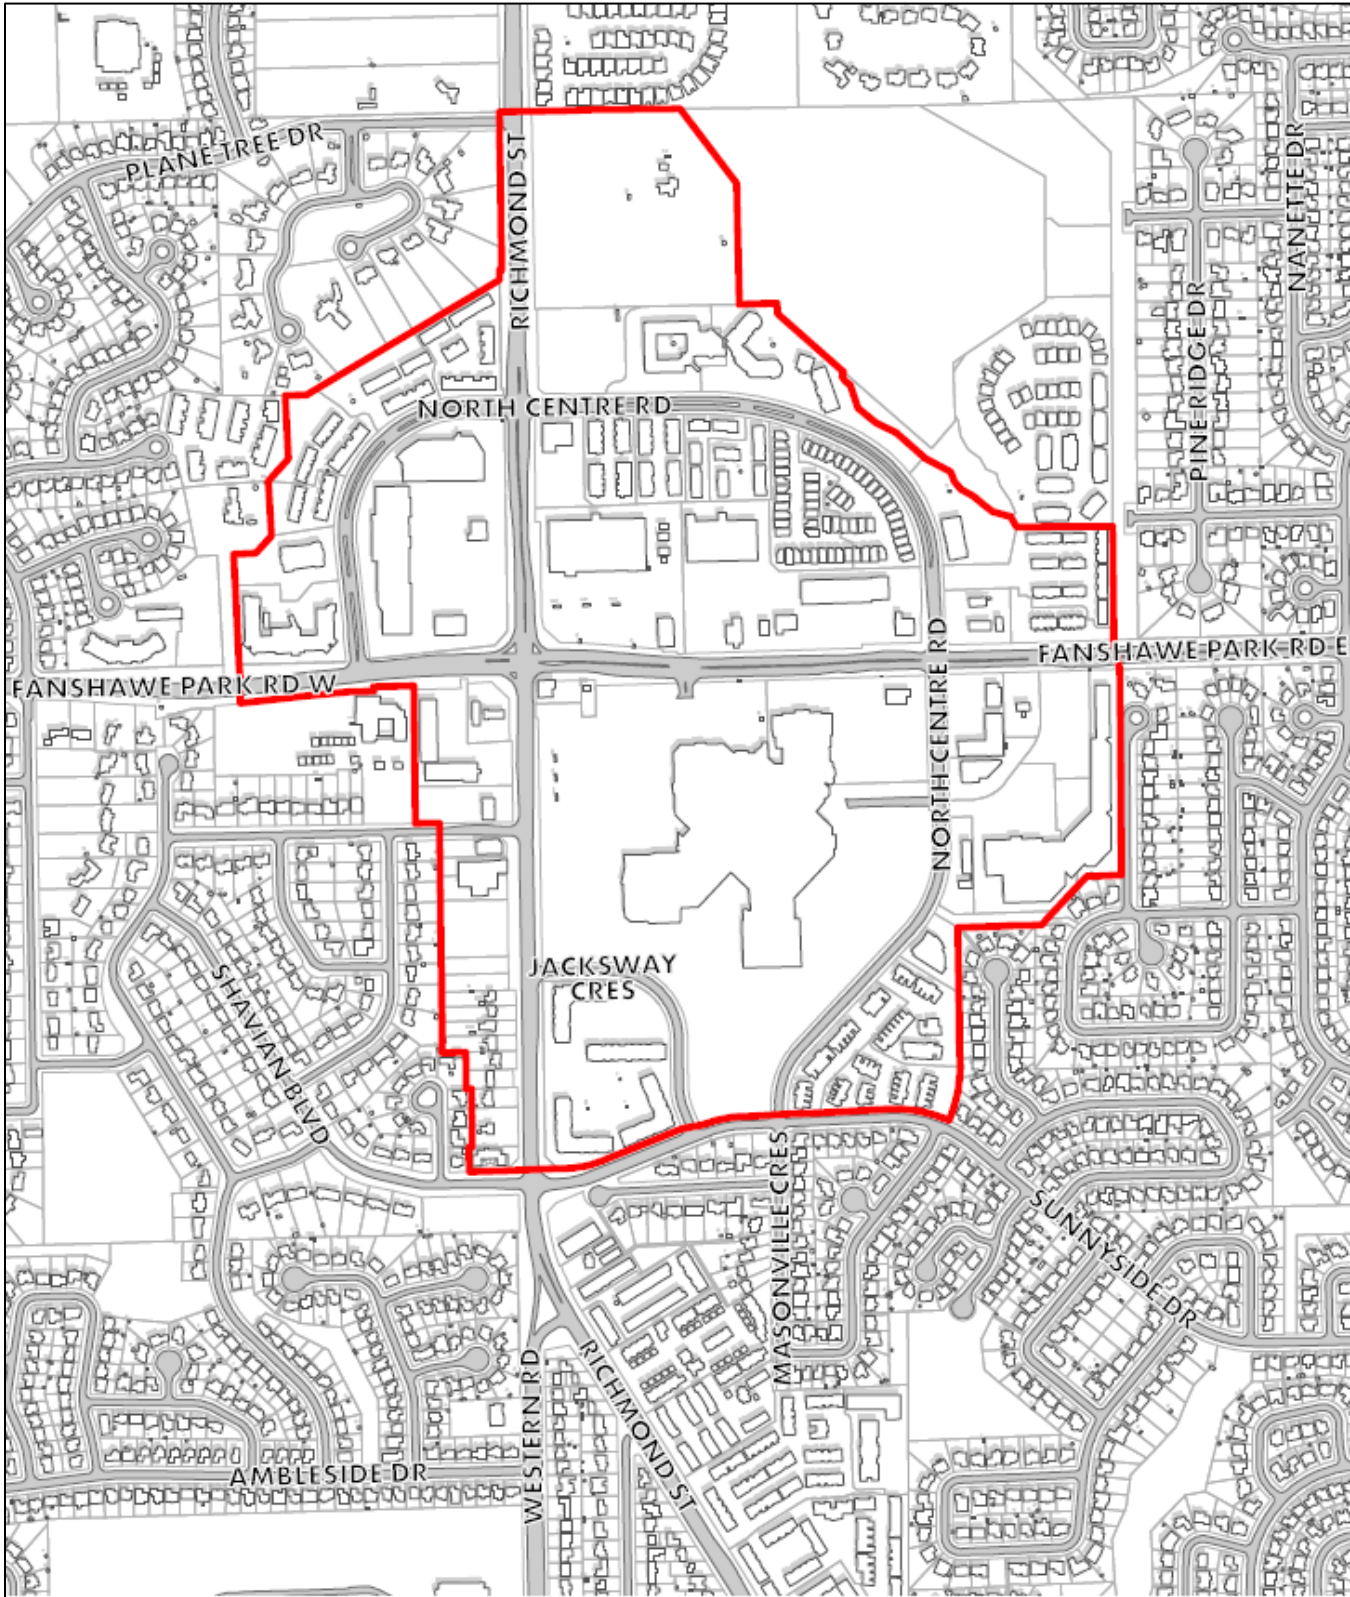 PLANE TREE DR
RICHMOND ST
NANETTE DR
PINE RIDGE DR
NORTH CENTRE RD
FANSHAWE PARK RD E
FANSHAWE PARK RD W
NORTH CENTRE RD
JACKSWAY
CRES
SHAVIAN BLVD
MASONVILLE CRES
SUNNYSIDE DR
WESTERN RD
RICHMOND ST
AMBLESIDE DR